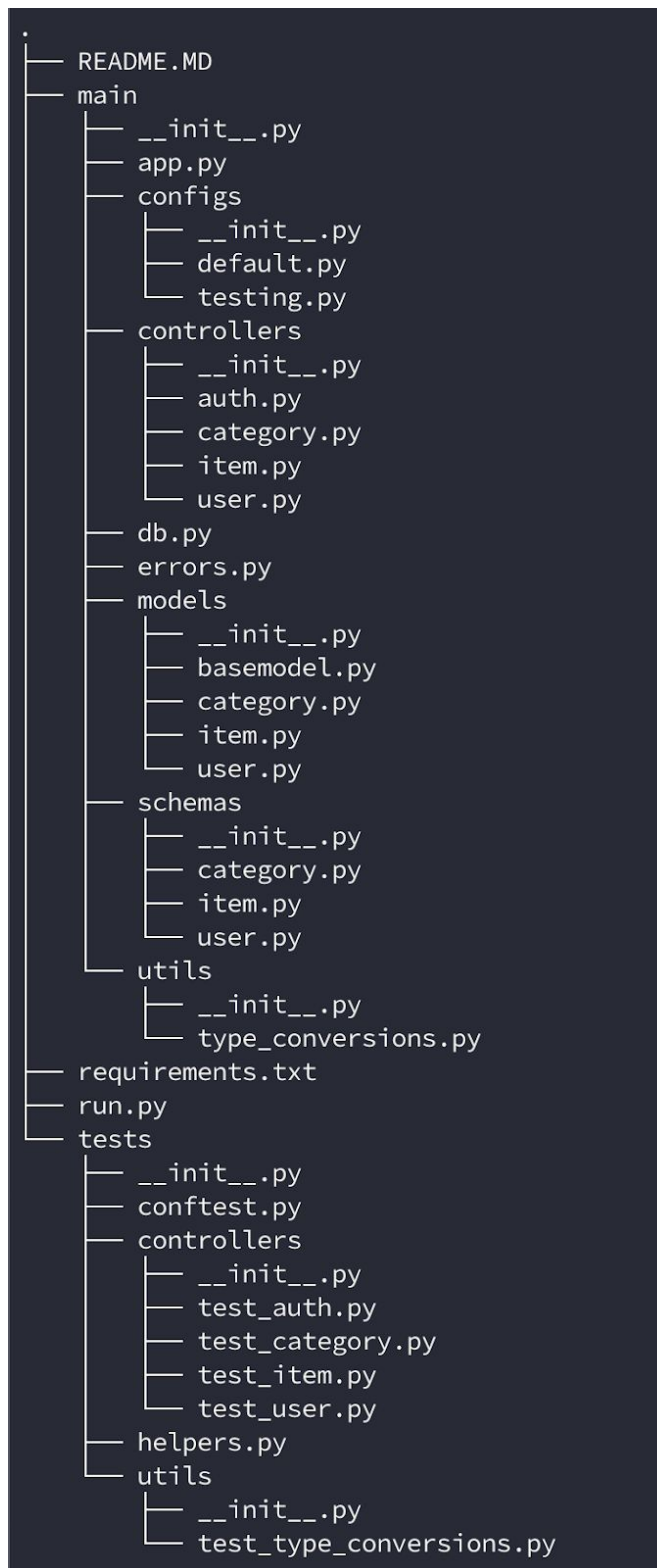 .
├── README.MD
├── main
│   ├── __init__.py
│   ├── app.py
│   ├── configs
│   │   ├── __init__.py
│   │   ├── default.py
│   │   └── testing.py
│   ├── controllers
│   │   ├── __init__.py
│   │   ├── auth.py
│   │   ├── category.py
│   │   ├── item.py
│   │   └── user.py
│   ├── db.py
│   ├── errors.py
│   ├── models
│   │   ├── __init__.py
│   │   ├── basemodel.py
│   │   ├── category.py
│   │   ├── item.py
│   │   └── user.py
│   ├── schemas
│   │   ├── __init__.py
│   │   ├── category.py
│   │   ├── item.py
│   │   └── user.py
│   └── utils
│       ├── __init__.py
│       └── type_conversions.py
├── requirements.txt
├── run.py
└── tests
    ├── __init__.py
    ├── conftest.py
    ├── controllers
    │   ├── __init__.py
    │   ├── test_auth.py
    │   ├── test_category.py
    │   ├── test_item.py
    │   └── test_user.py
    ├── helpers.py
    └── utils
        ├── __init__.py
        └── test_type_conversions.py